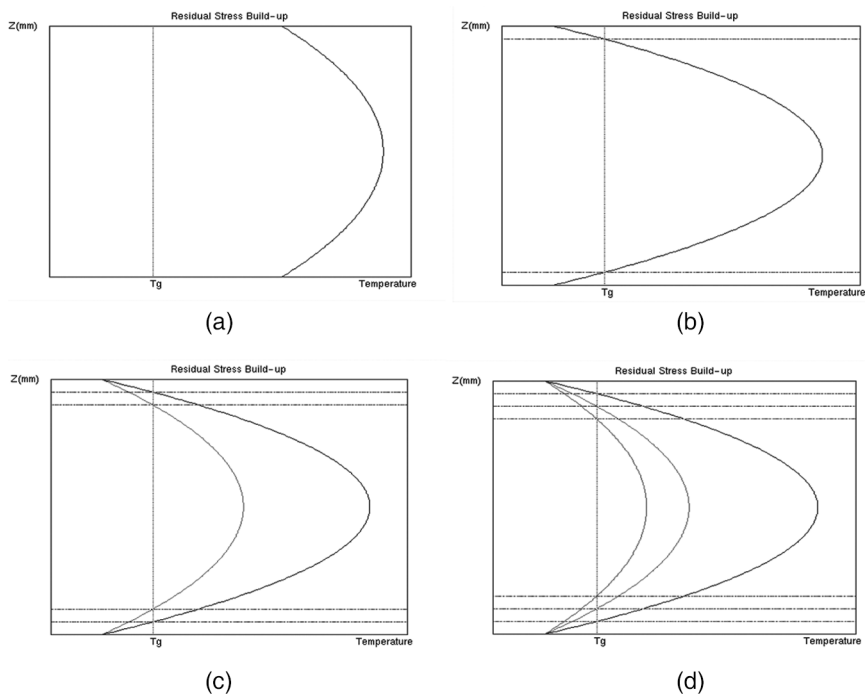 Residual Stress Build-up
Z(mm)
Tg
Temperature
(a)
Residual Stress Build-up
Z(mm)
Tg
Temperature
(b)
Residual Stress Build-up
Z(mm)
Tg
Temperature
(c)
Residual Stress Build-up
Z(mm)
Tg
Temperature
(d)